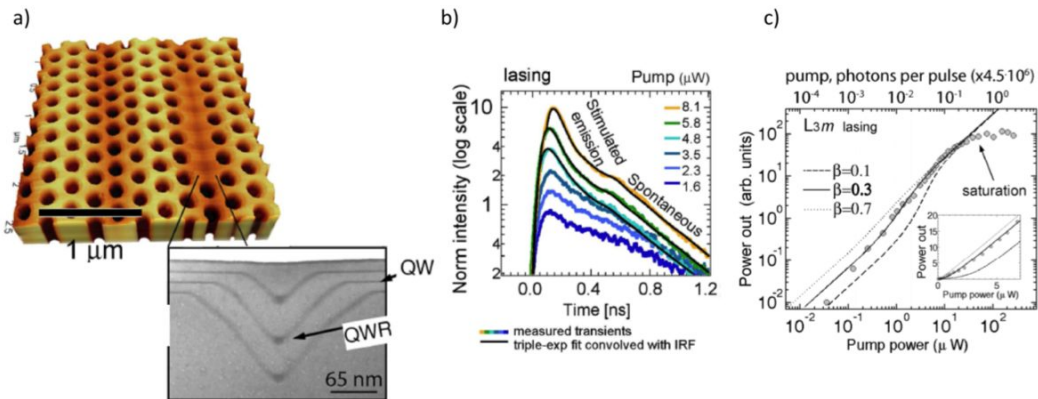 a)
1 μm
QW
QWR
65 nm
b)
lasing
Pump (μW)
Norm intensity (log scale)
10
4
2
1
4
2
Stimulated
emission
Spontaneous
8.1
5.8
4.8
3.5
2.3
1.6
0.0
0.4
0.8
1.2
Time [ns]
measured transients
triple-exp fit convolved with IRF
c)
pump, photons per pulse (x4.5·10⁶)
10⁻⁴ 10⁻³ 10⁻² 10⁻¹ 10⁰
L3m lasing
β=0.1
β=0.3
β=0.7
saturation
Power out (arb. units)
10²
10¹
10⁰
10⁻¹
10⁻²
Power out
20
15
10
5
0
5
Pump power (μ W)
10⁻² 10⁻¹ 10⁰ 10¹ 10² 10³
Pump power (μ W)